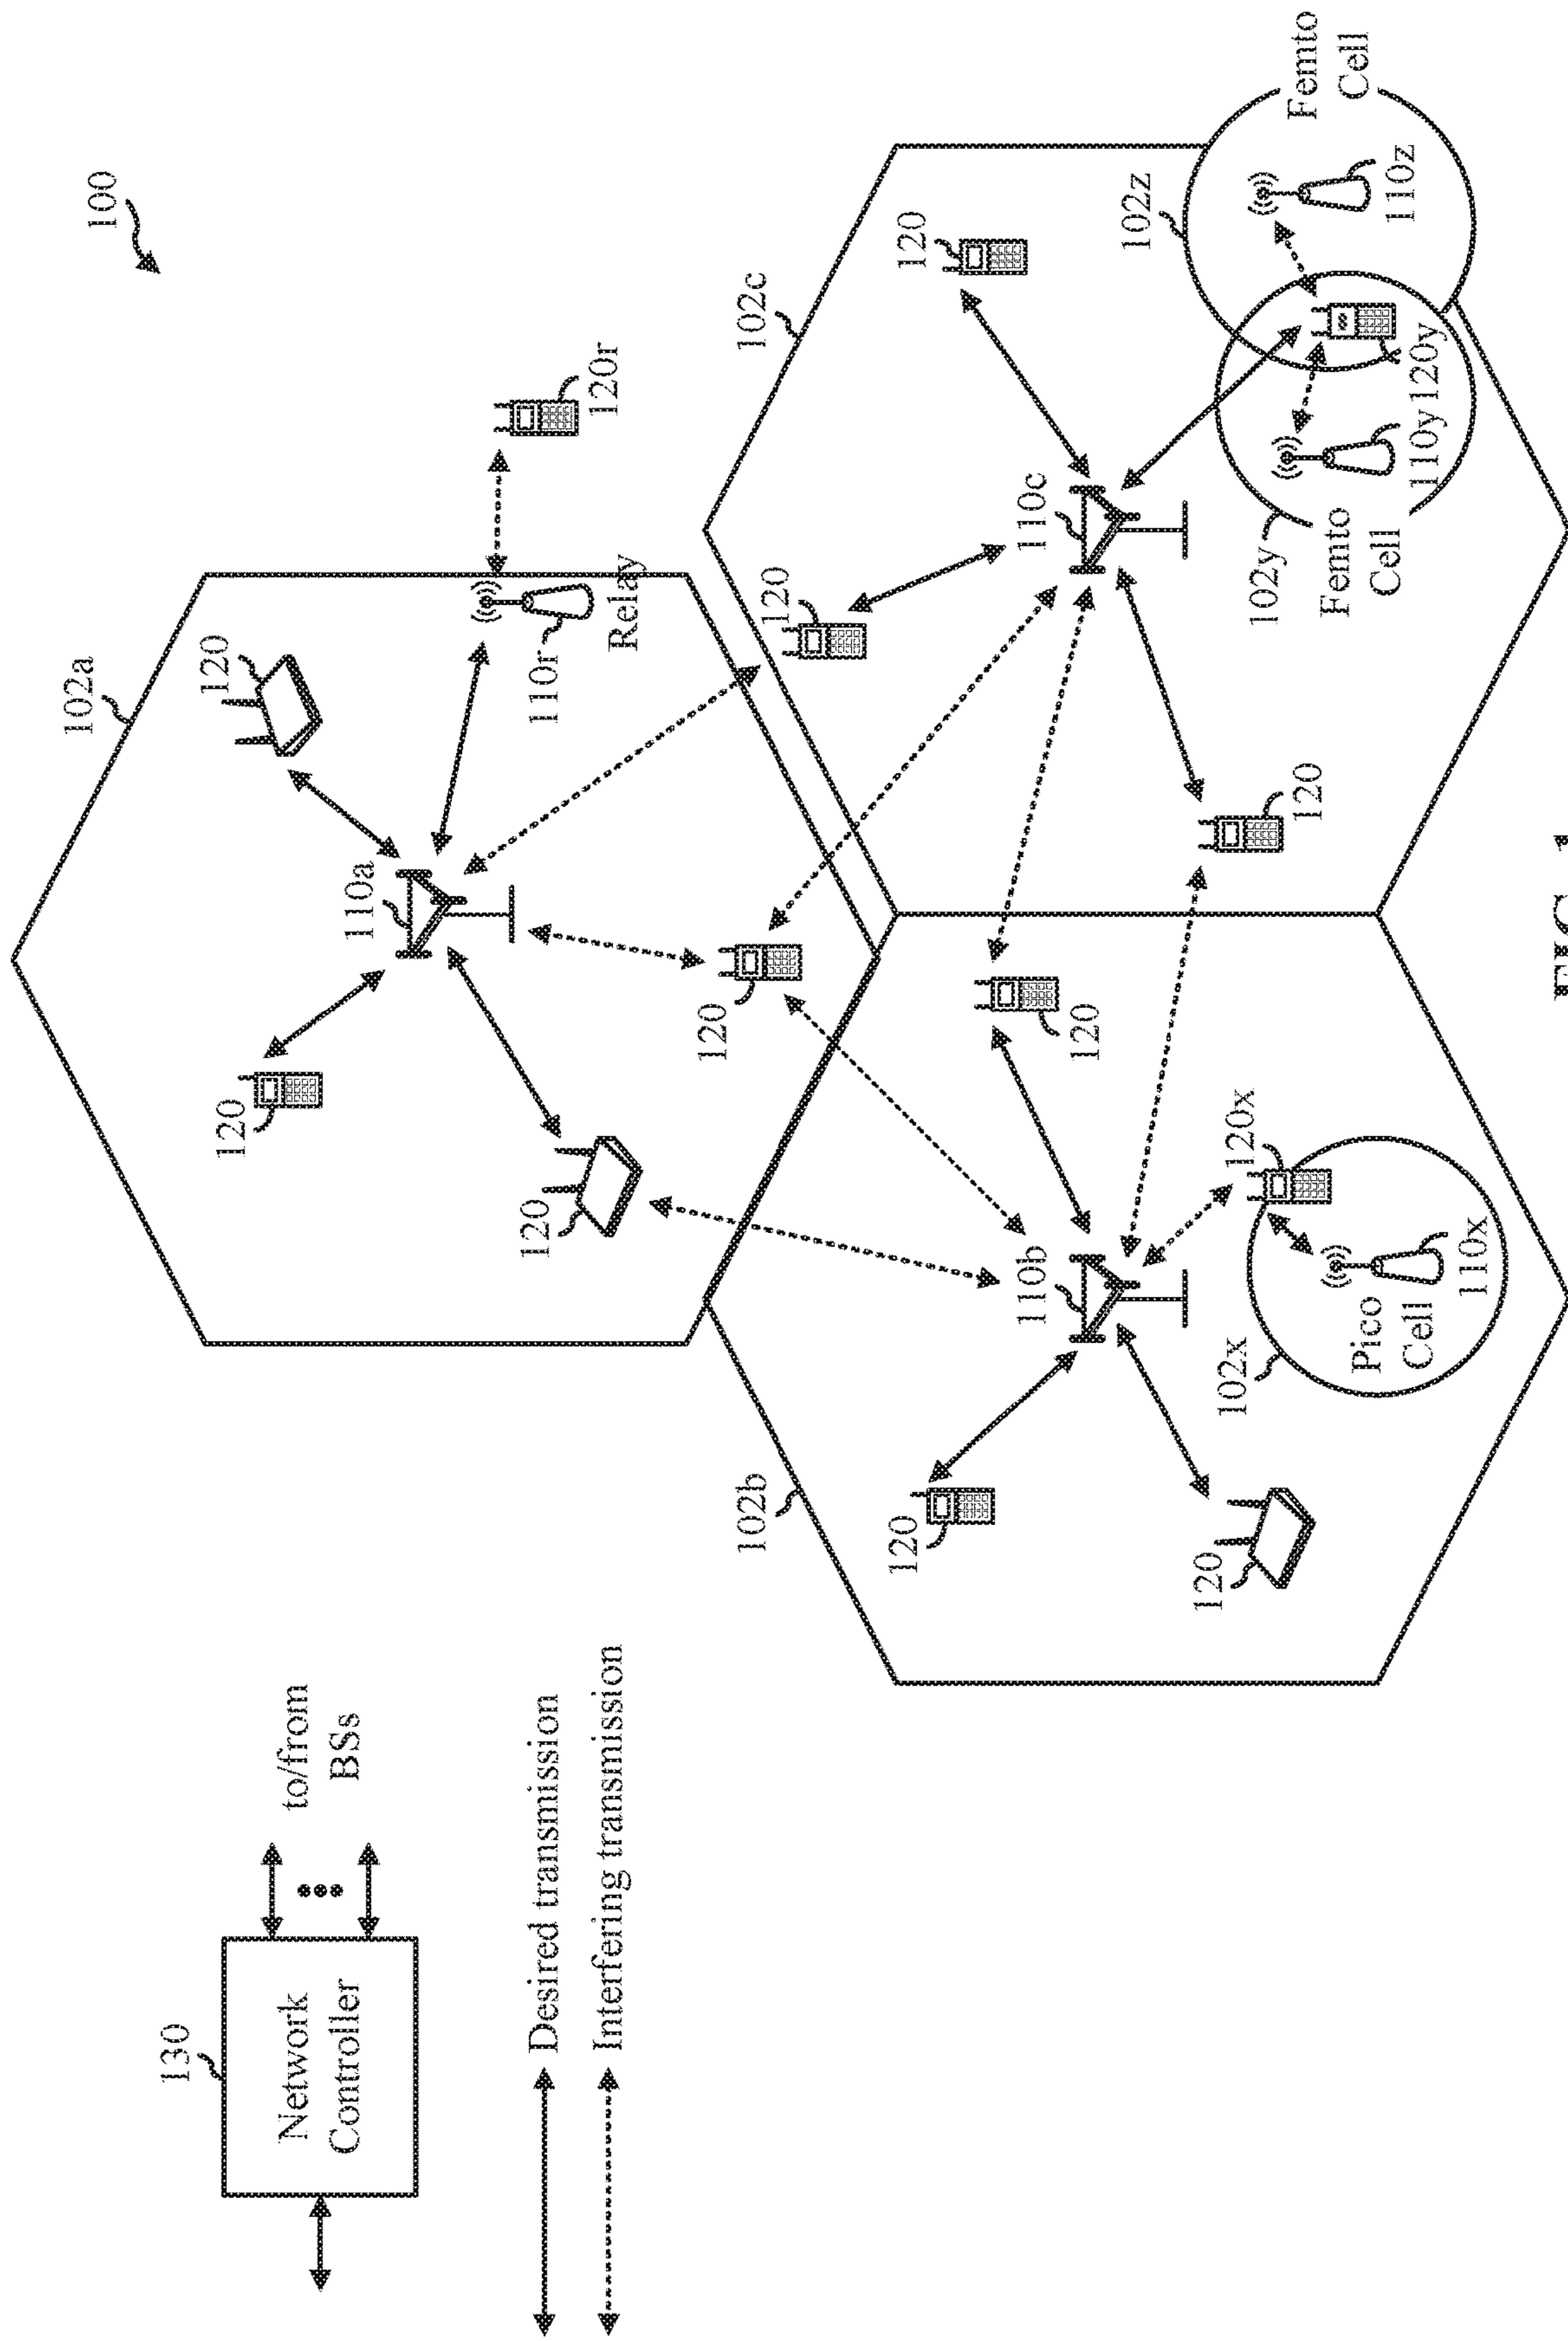 100
130
Network
Controller
to/from
BSs
Desired transmission
Interfering transmission
102a
120
120
110a
120
120
110r
Relay
120r
102b
120
120
110b
120
120x
102x
Pico
Cell
110x
102c
120
120
110c
120
102z
Femto
Cell
110z
102y
Femto
Cell
110y
120y
120